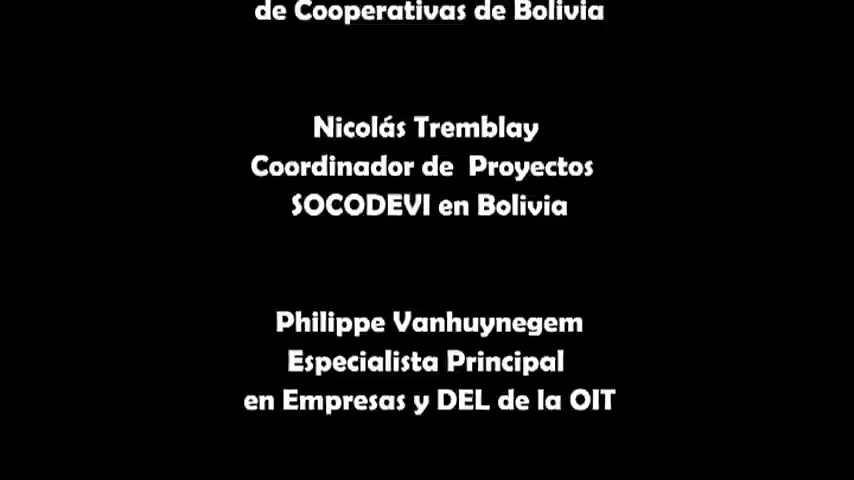 de Cooperativas de Bolivia
Nicolás Tremblay
Coordinador de Proyectos
SOCODEVI en Bolivia
Philippe Vanhuynegem
Especialista Principal
en Empresas y DEL de la OIT